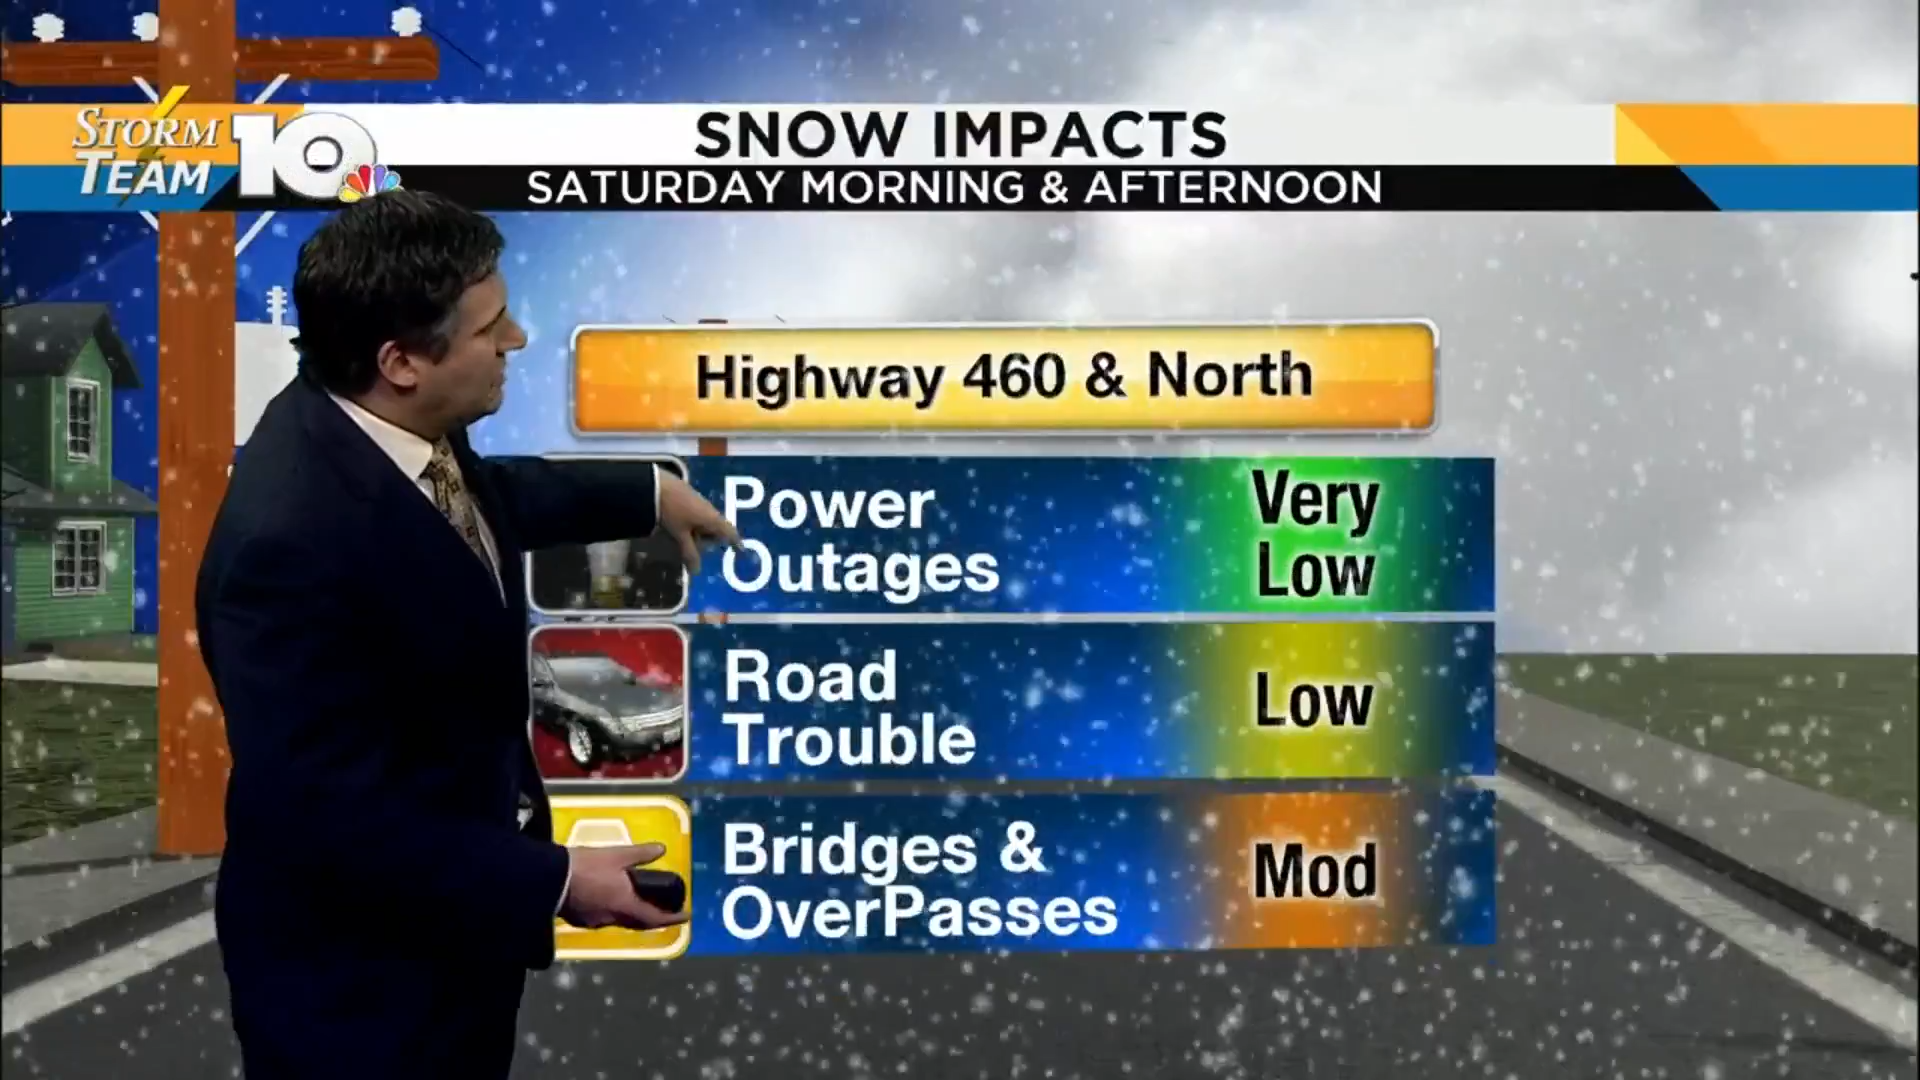 STORM
TEAM
10
SNOW IMPACTS
SATURDAY MORNING & AFTERNOON
Highway 460 & North
Power
Outages
Very
Low
Road
Trouble
Low
Bridges &
OverPasses
Mod